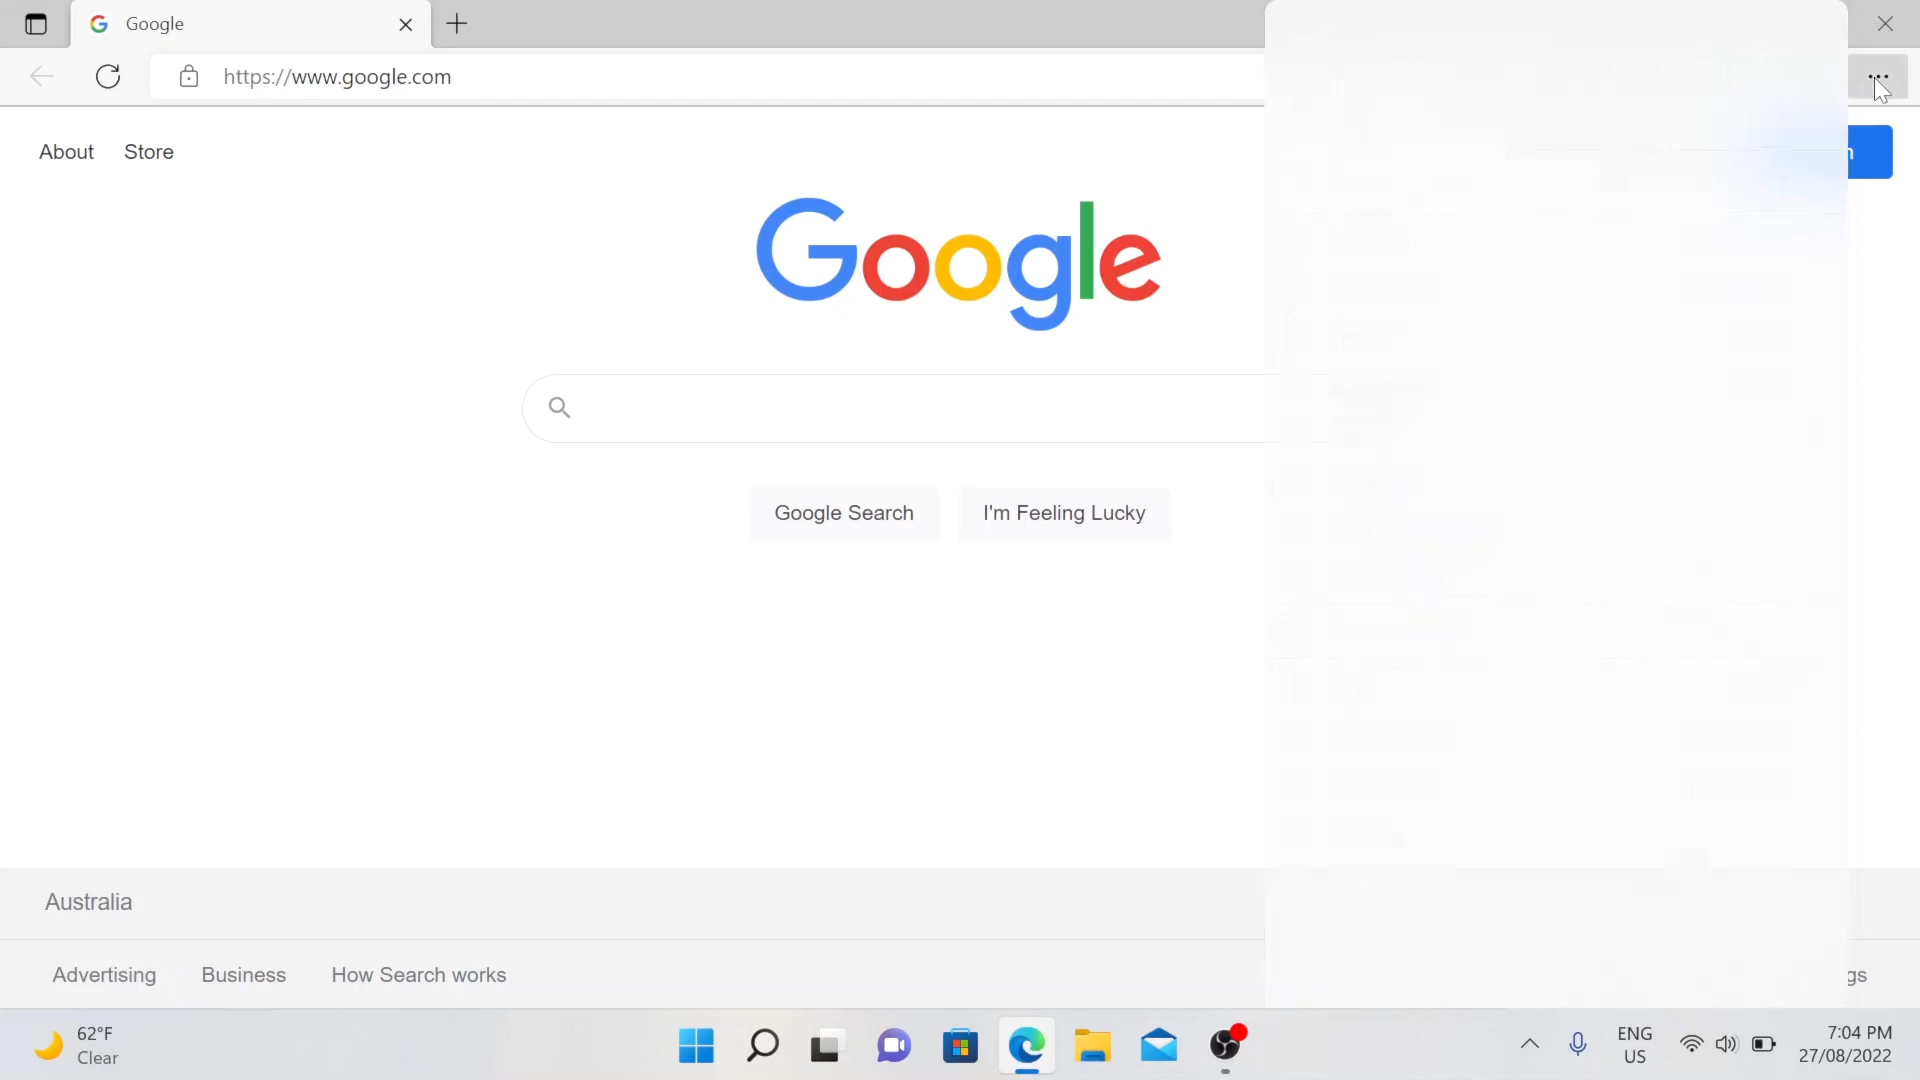 Google
https://www.google.com
About Store
Google
Google Search I'm Feeling Lucky
Australia
Advertising Business How Search works
62°F
Clear
ENG
US
7:04 PM
27/08/2022